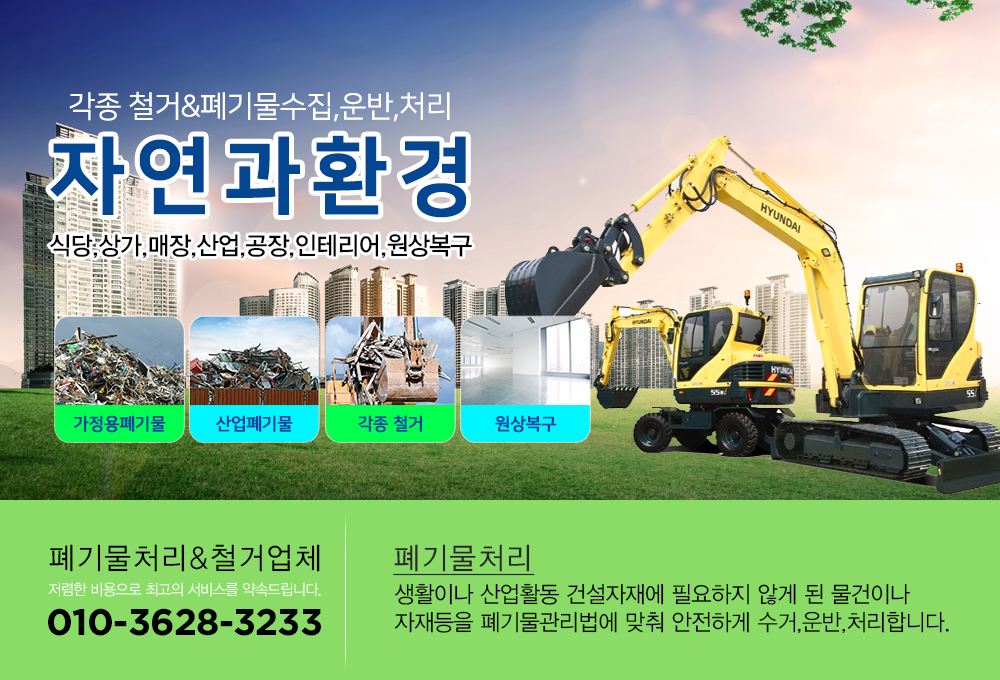 각종 철거&폐기물수집,운반,처리
자연과환경
식당,상가,매장,산업,공장,인테리어,원상복구
HYUNDAI
HYUNDAI
HYUNDAI
55
55
가정용폐기물
산업폐기물
각종 철거
원상복구
폐기물처리&철거업체
저렴한 비용으로 최고의 서비스를 약속드립니다.
010-3628-3233
폐기물처리
생활이나 산업활동 건설자재에 필요하지 않게 된 물건이나
자재등을 폐기물관리법에 맞춰 안전하게 수거,운반,처리합니다.